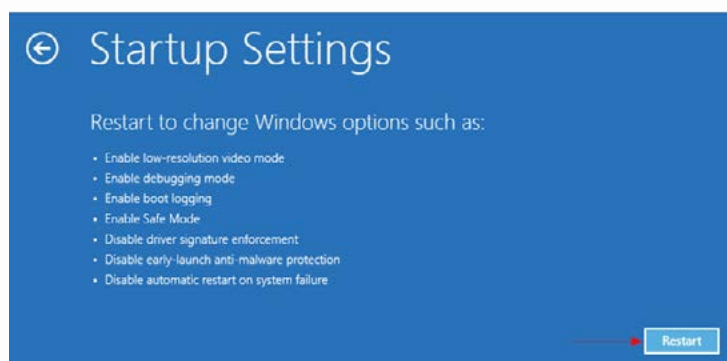 Startup Settings
Restart to change Windows options such as:
• Enable low-resolution video mode
• Enable debugging mode
• Enable boot logging
• Enable Safe Mode
• Disable driver signature enforcement
• Disable early-launch anti-malware protection
• Disable automatic restart on system failure
Restart